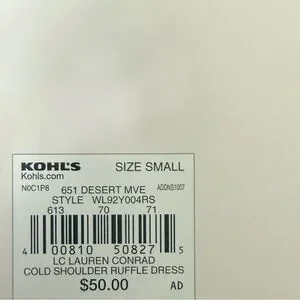 KOHL'S SIZE SMALL
Kohls.com
N0C1P8 651 DESERT MVE ADDNS1007
STYLE WL92Y004RS
613 70 71
4 00810 50827 5
LC LAUREN CONRAD
COLD SHOULDER RUFFLE DRESS
$50.00 AD